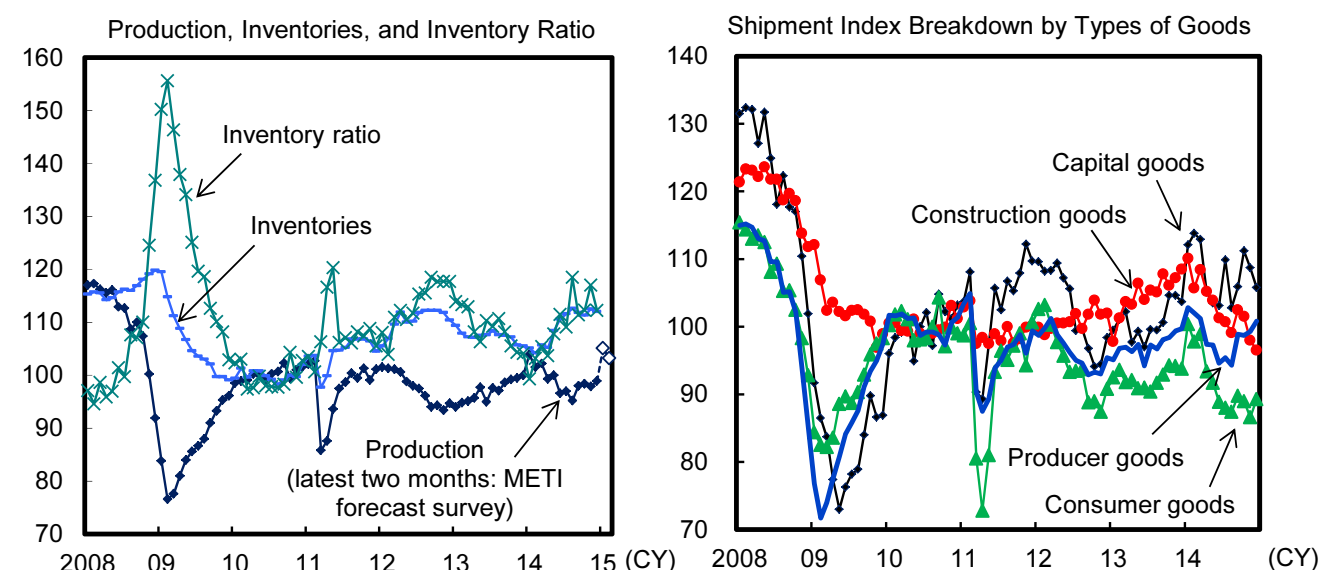 Production, Inventories, and Inventory Ratio
160
150
140
130
120
110
100
90
80
70
Inventory ratio
Inventories
Production
(latest two months: METI
forecast survey)
2008 09 10 11 12 13 14 15 (CY)
Shipment Index Breakdown by Types of Goods
140
130
120
110
100
90
80
70
Capital goods
Construction goods
Producer goods
Consumer goods
2008 09 10 11 12 13 14 (CY)